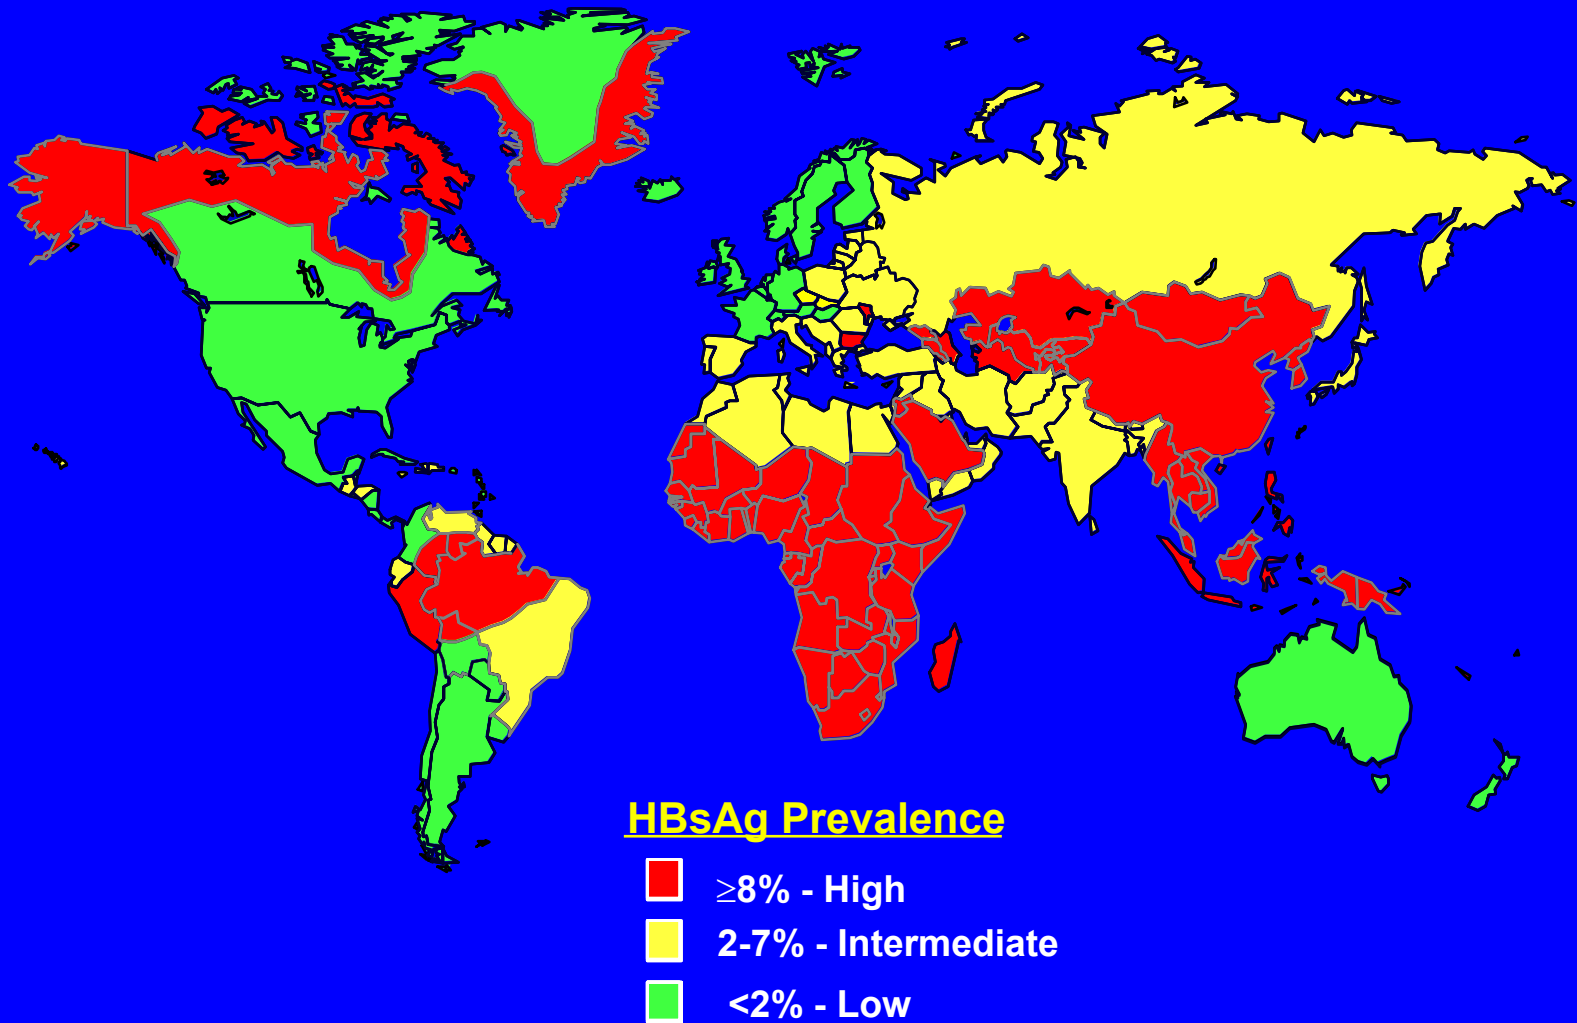 HBsAg Prevalence
≥8% - High
2-7% - Intermediate
<2% - Low